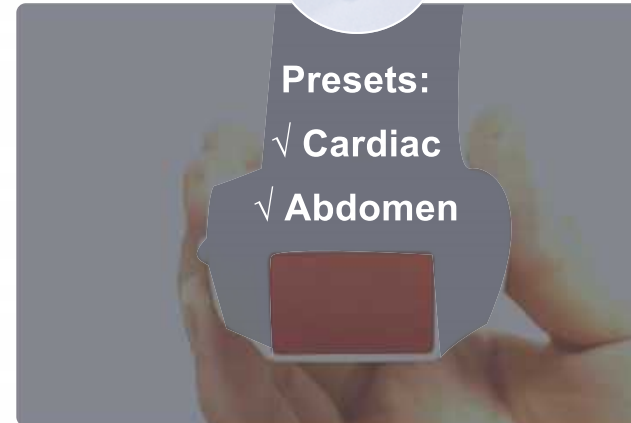 Presets:
√ Cardiac
√ Abdomen